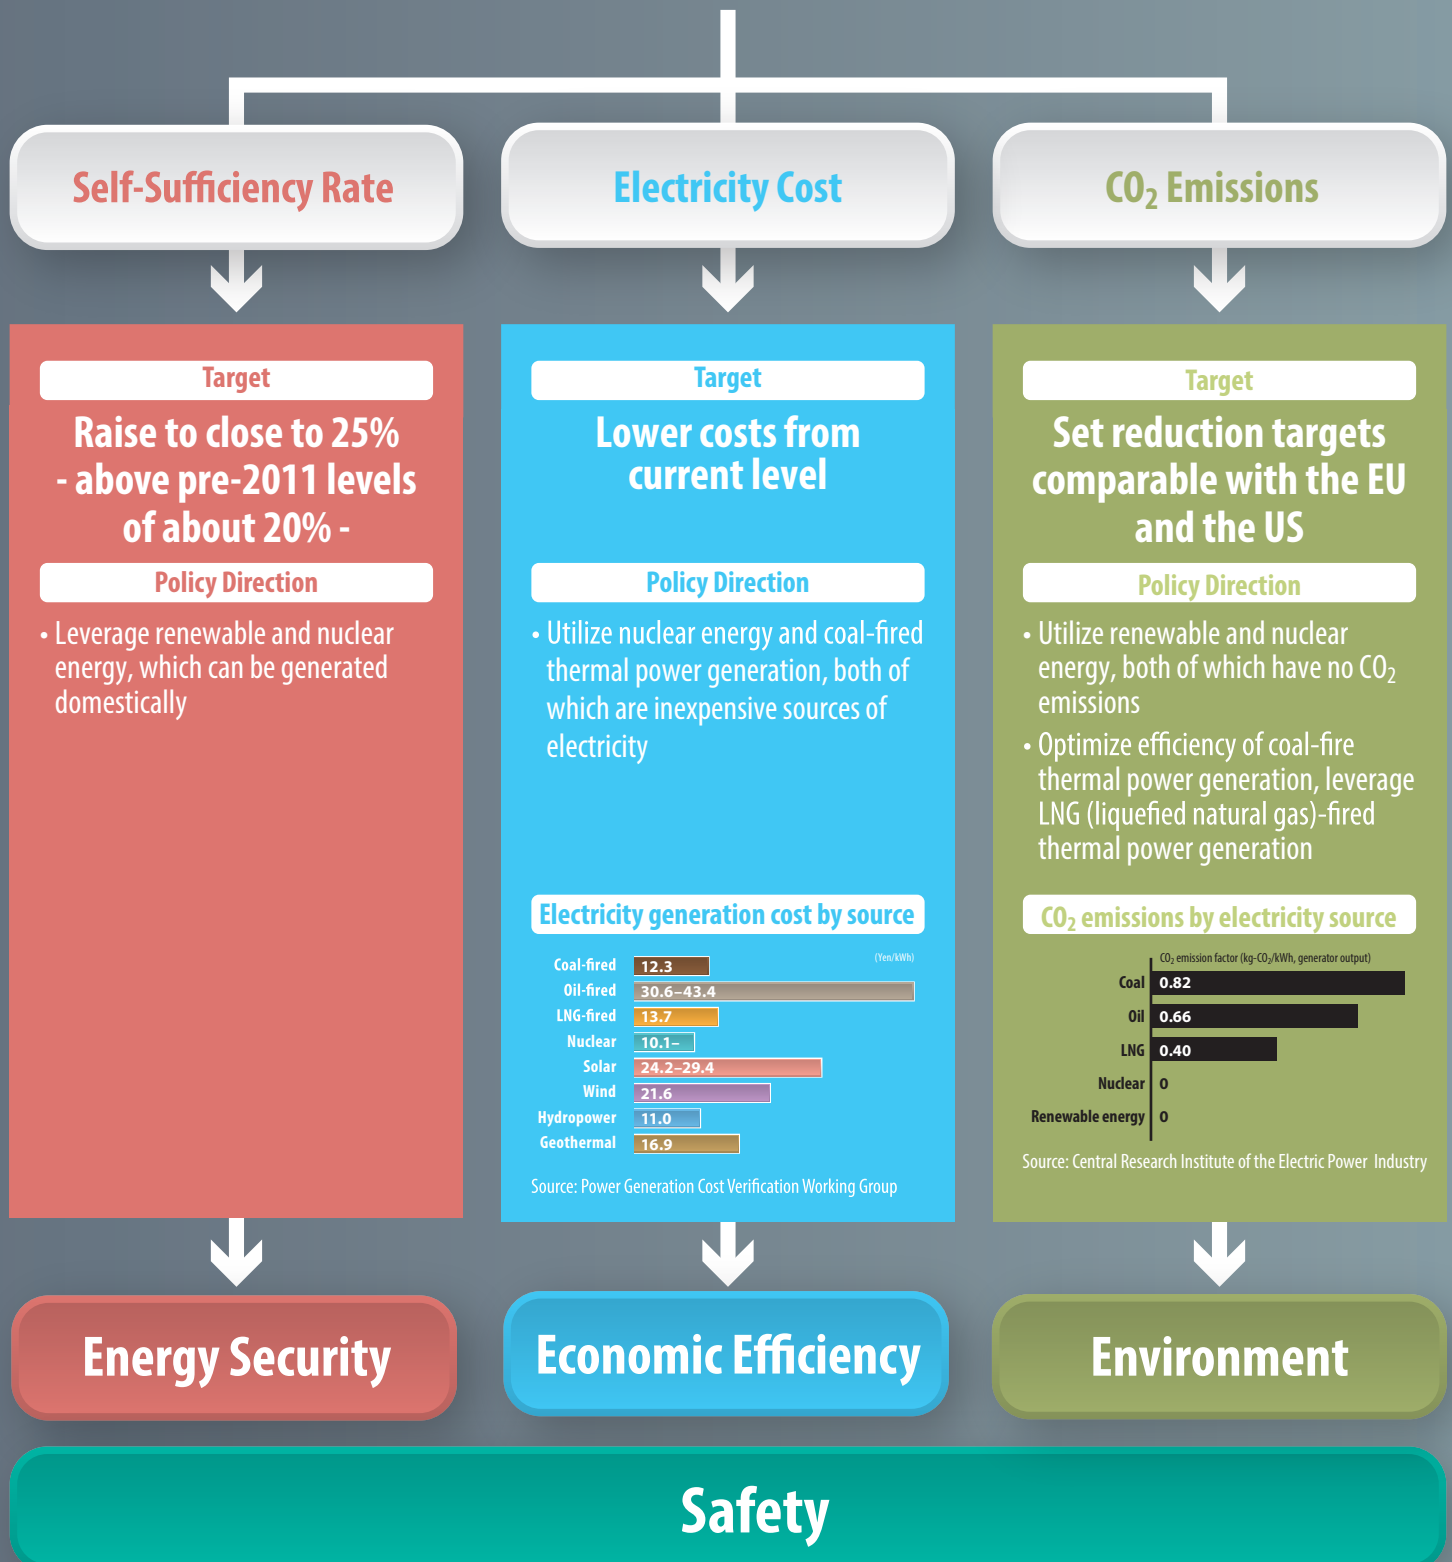 Self-Sufficiency Rate
Target
Raise to close to 25%
- above pre-2011 levels
of about 20% -
Policy Direction
• Leverage renewable and nuclear
energy, which can be generated
domestically
Energy Security
Electricity Cost
Target
Lower costs from
current level
Policy Direction
• Utilize nuclear energy and coal-fired
thermal power generation, both of
which are inexpensive sources of
electricity
Electricity generation cost by source
(Yen/kWh)
Coal-fired 12.3
Oil-fired 30.6–43.4
LNG-fired 13.7
Nuclear 10.1–
Solar 24.2–29.4
Wind 21.6
Hydropower 11.0
Geothermal 16.9
Source: Power Generation Cost Verification Working Group
Economic Efficiency
CO₂ Emissions
Target
Set reduction targets
comparable with the EU
and the US
Policy Direction
• Utilize renewable and nuclear
energy, both of which have no CO₂
emissions
• Optimize efficiency of coal-fire
thermal power generation, leverage
LNG (liquefied natural gas)-fired
thermal power generation
CO₂ emissions by electricity source
CO₂ emission factor (kg-CO₂/kWh, generator output)
Coal 0.82
Oil 0.66
LNG 0.40
Nuclear 0
Renewable energy 0
Source: Central Research Institute of the Electric Power Industry
Environment
Safety